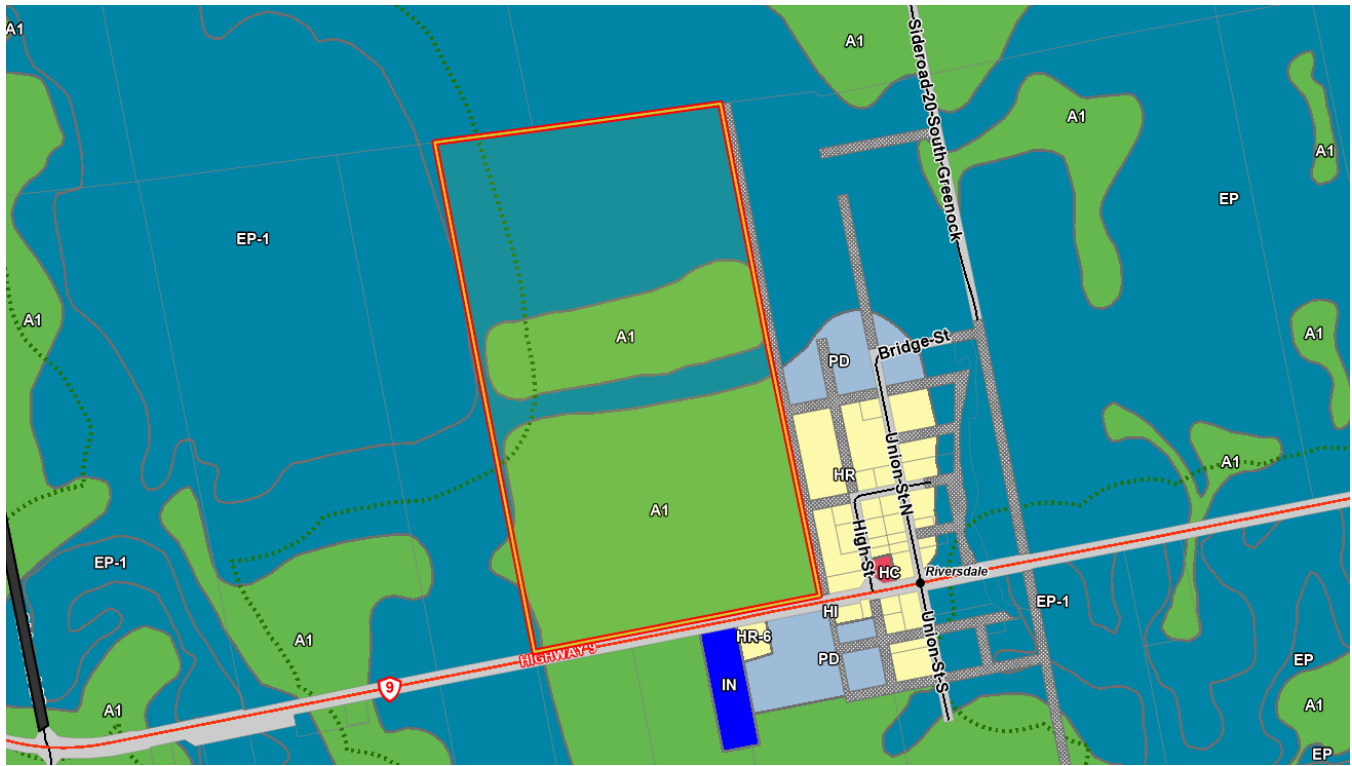 A1
A1
Sideroad-20-South-Greenock
A1
A1
EP
EP-1
A1
A1
A1
Bridge-St
PD
A1
HR
Union-St-N
A1
High-St
EP-1
HC
Riversdale
EP-1
HI
A1
HR-6
HIGHWAY 9
Union-St-S
PD
EP
9
IN
A1
A1
EP